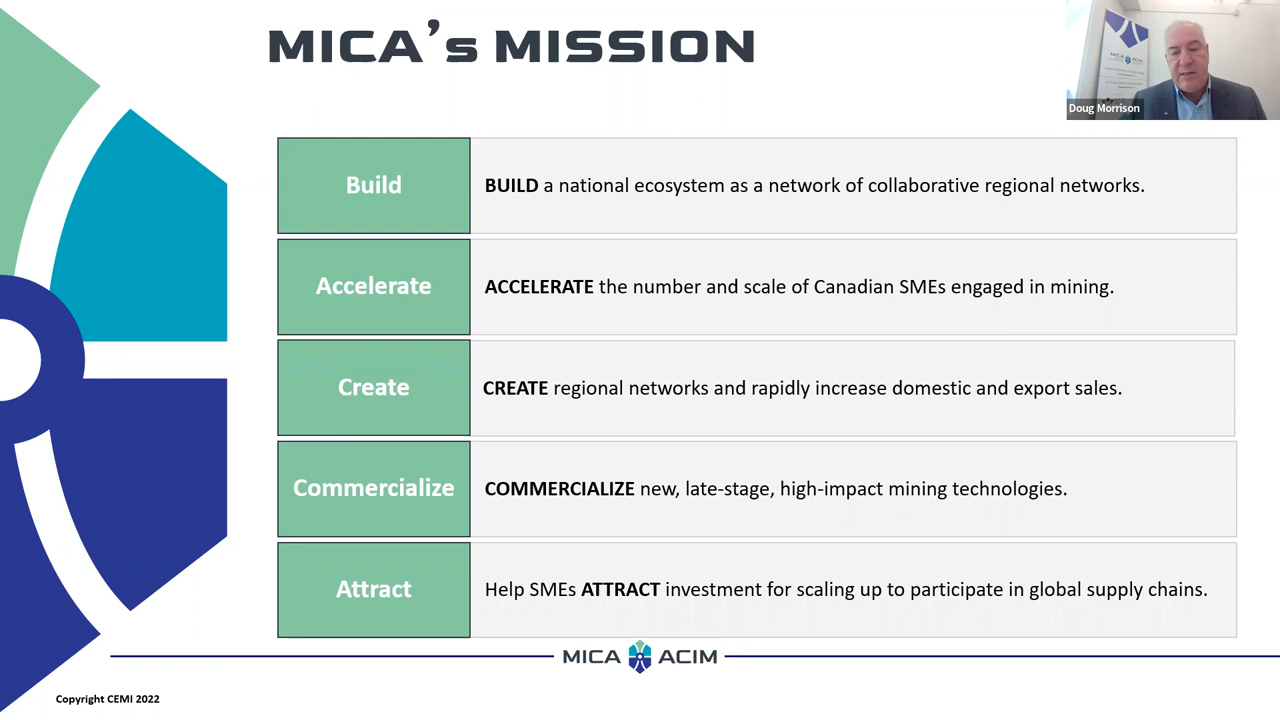 MICA's MISSION
MICA ACIM
Doug Morrison
Build
BUILD a national ecosystem as a network of collaborative regional networks.
Accelerate
ACCELERATE the number and scale of Canadian SMEs engaged in mining.
Create
CREATE regional networks and rapidly increase domestic and export sales.
Commercialize
COMMERCIALIZE new, late-stage, high-impact mining technologies.
Attract
Help SMEs ATTRACT investment for scaling up to participate in global supply chains.
MICA ACIM
Copyright CEMI 2022